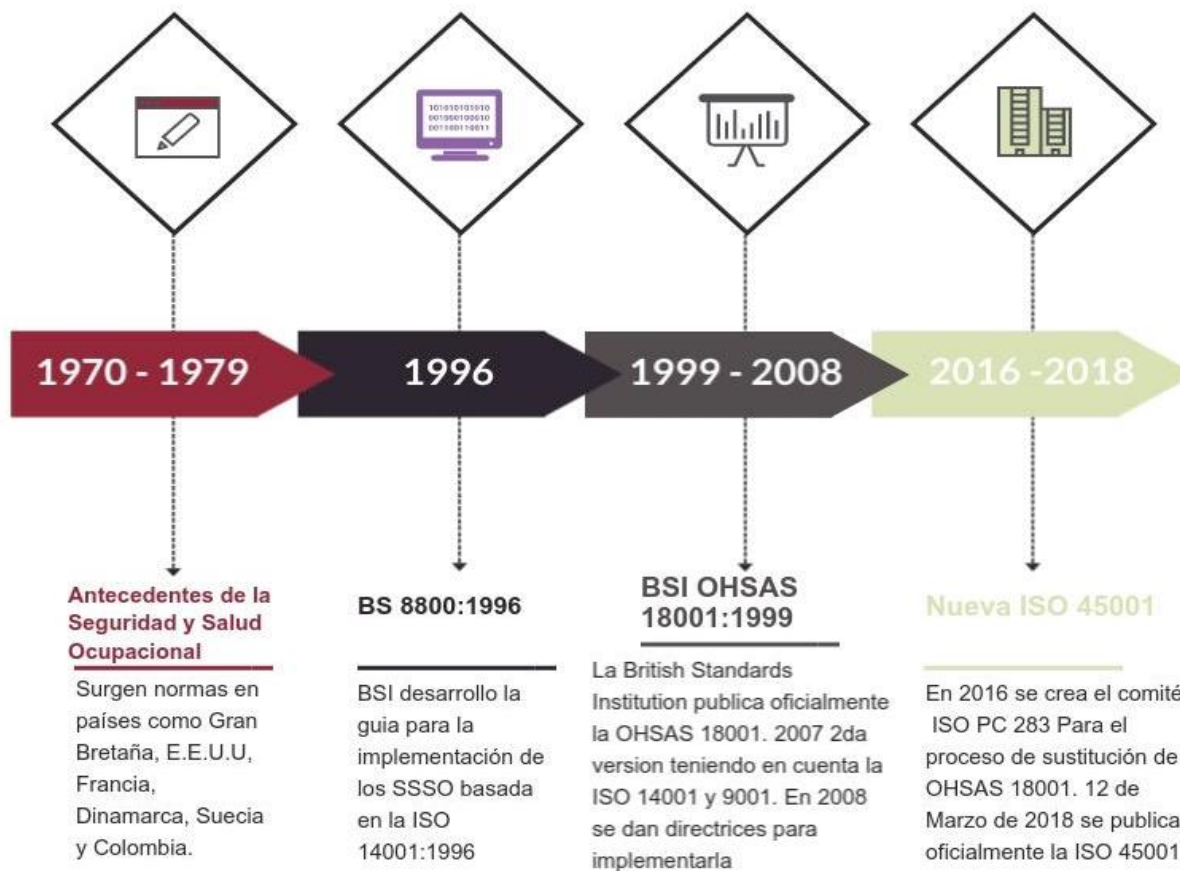 101010101010
001000100010
001100110011
1970 - 1979
1996
1999 - 2008
2016 -2018
Antecedentes de la
Seguridad y Salud
Ocupacional
Surgen normas en
países como Gran
Bretaña, E.E.U.U,
Francia,
Dinamarca, Suecia
y Colombia.
BS 8800:1996
BSI desarrollo la
guia para la
implementación de
los SSSO basada
en la ISO
14001:1996
BSI OHSAS
18001:1999
La British Standards
Institution publica oficialmente
la OHSAS 18001. 2007 2da
version teniendo en cuenta la
ISO 14001 y 9001. En 2008
se dan directrices para
implementarla
Nueva ISO 45001
En 2016 se crea el comité
ISO PC 283 Para el
proceso de sustitución de
OHSAS 18001. 12 de
Marzo de 2018 se publica
oficialmente la ISO 45001